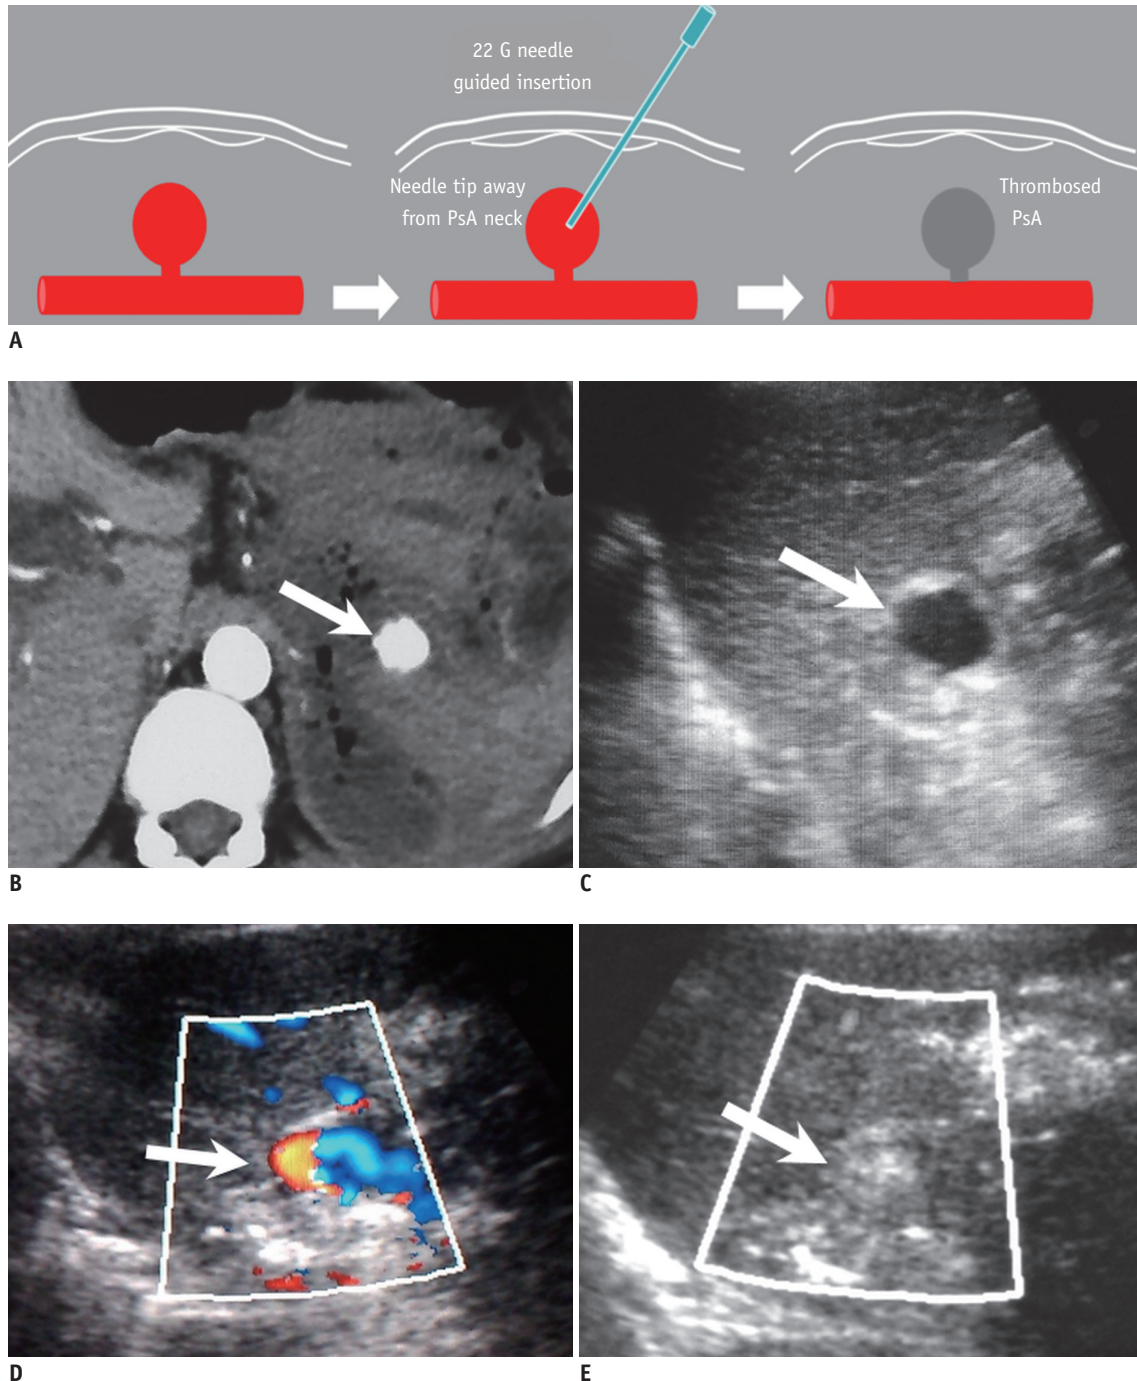 22 G needle
guided insertion
Needle tip away
from PsA neck
Thrombosed
PsA
A
B
C
D
E